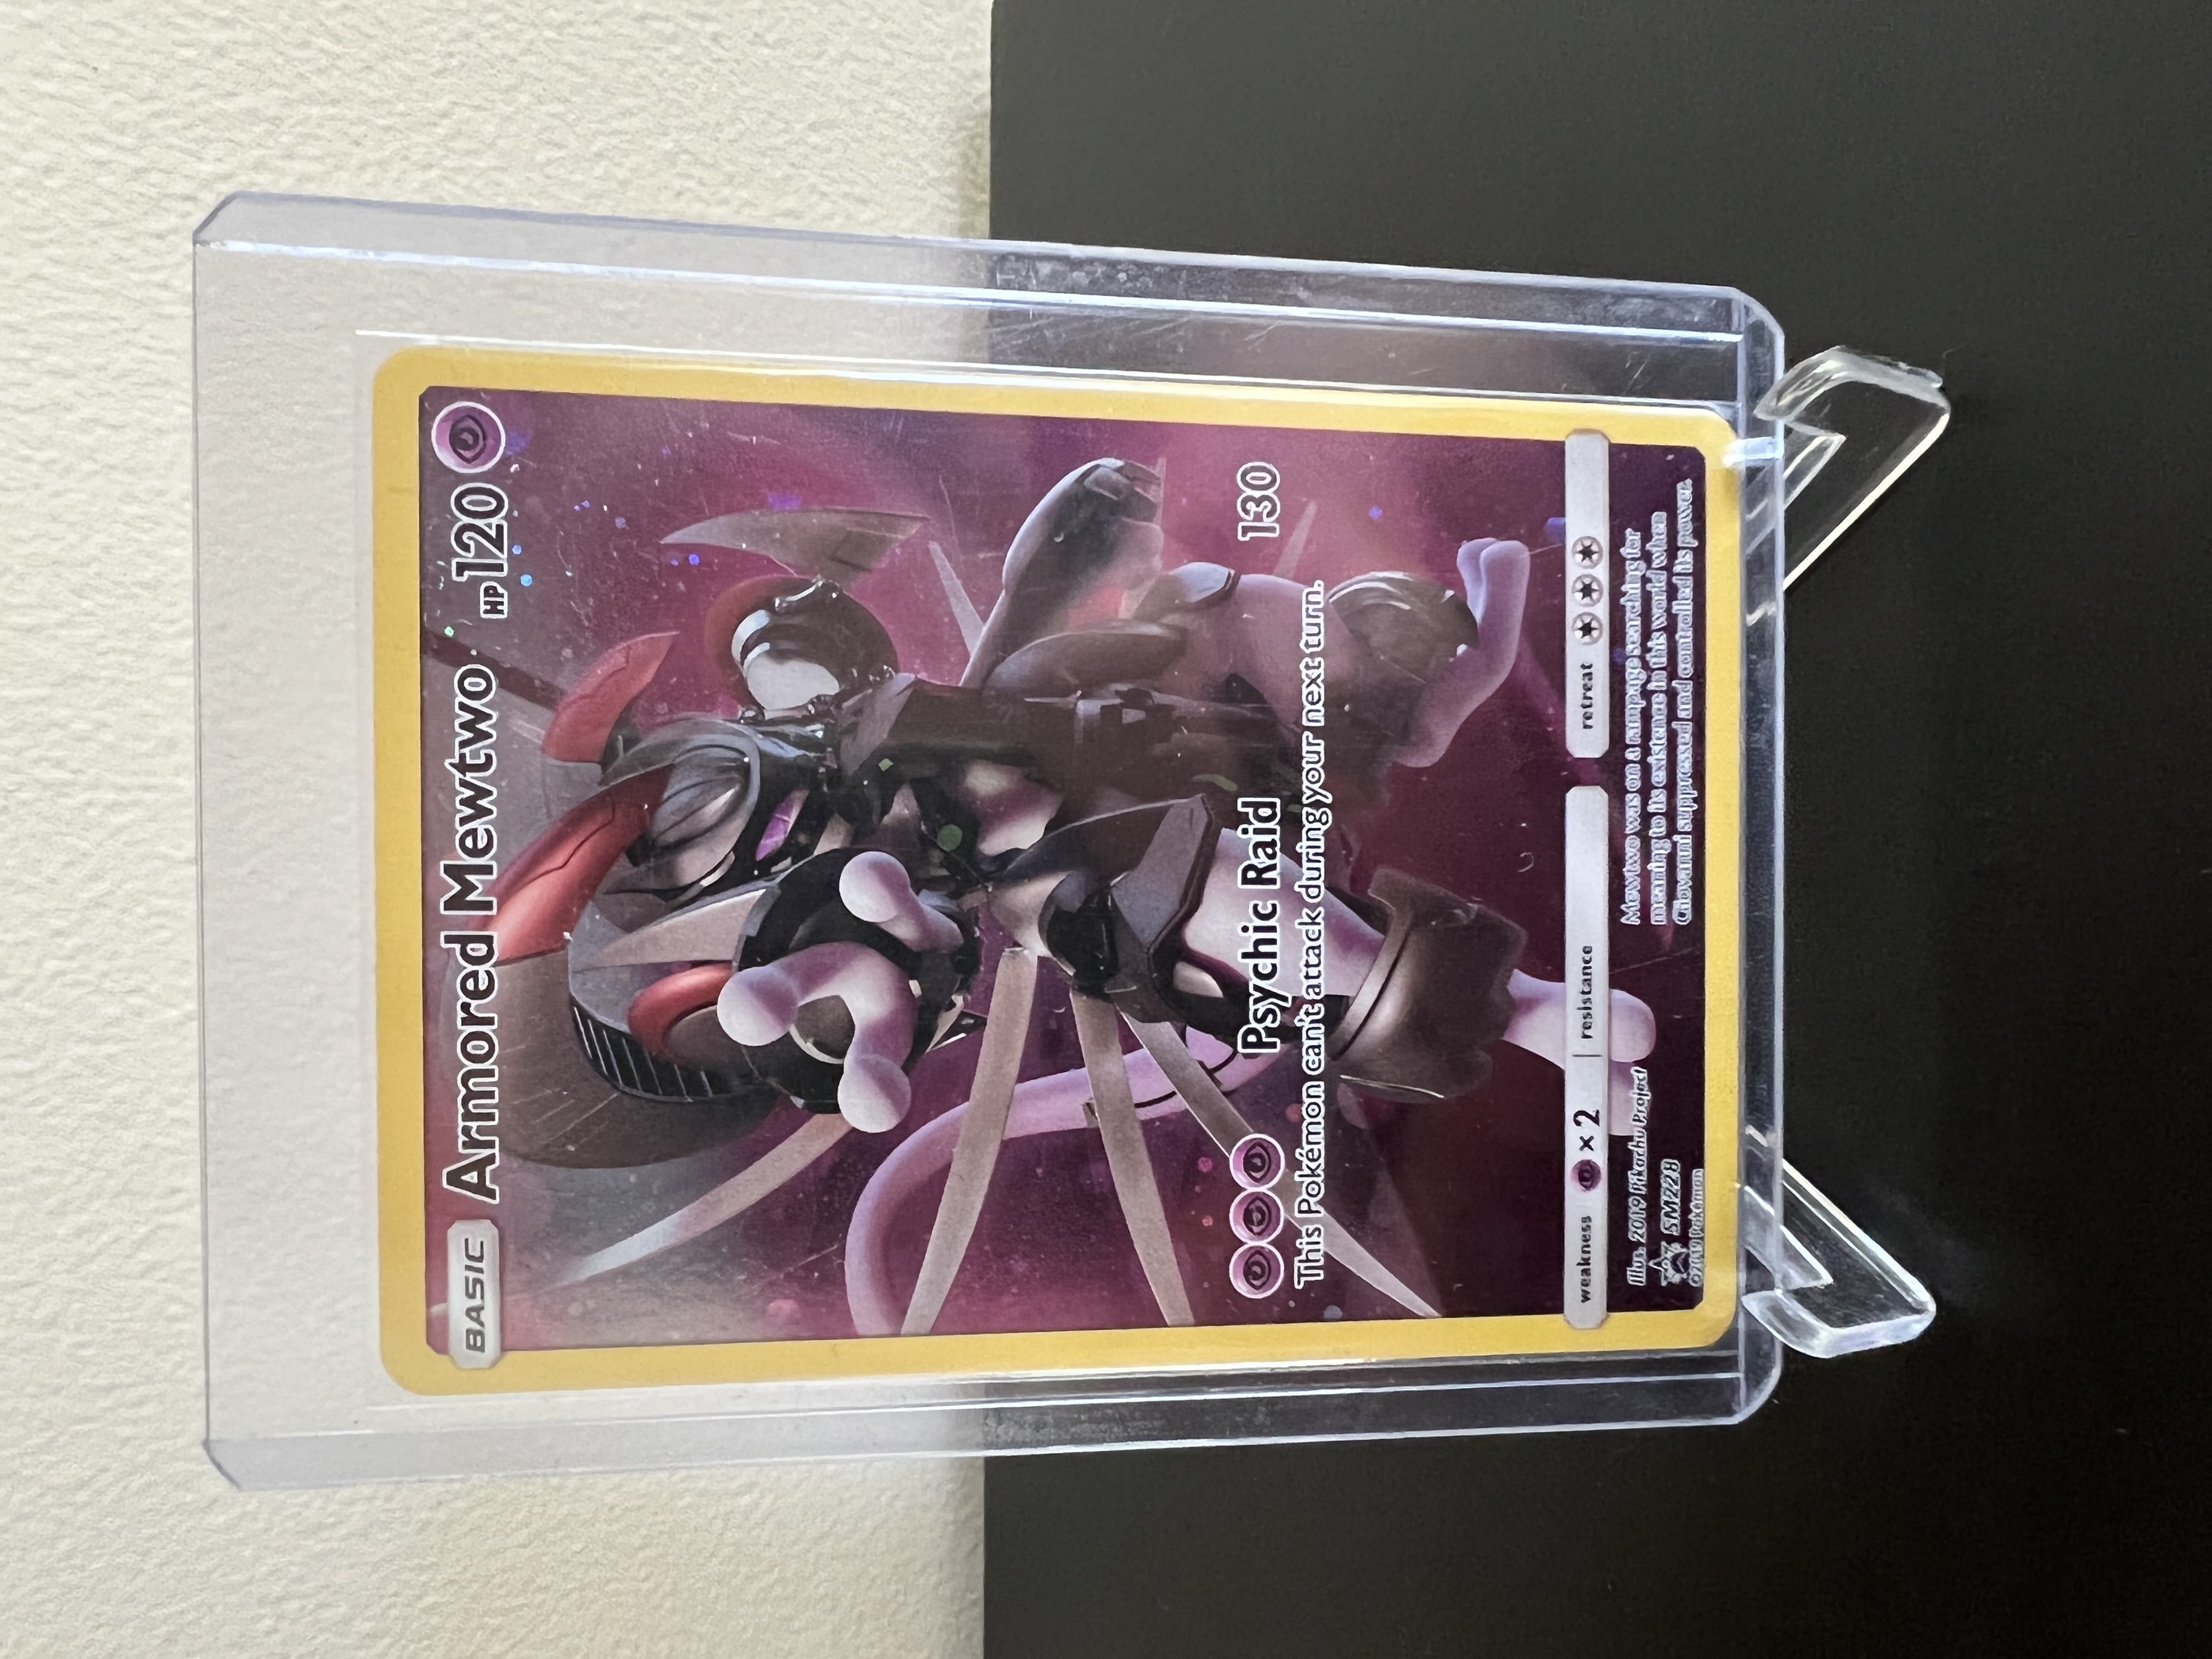 BASIC Armored Mewtwo HP 120
Psychic Raid 130
This Pokémon can't attack during your next turn.
weakness × 2 resistance retreat
Illus. 2019 Pikachu Project
SM228
©2019 Pokémon
Mewtwo was on a rampage searching for
meaning to its existence in this world when
Giovanni suppressed and controlled its power.